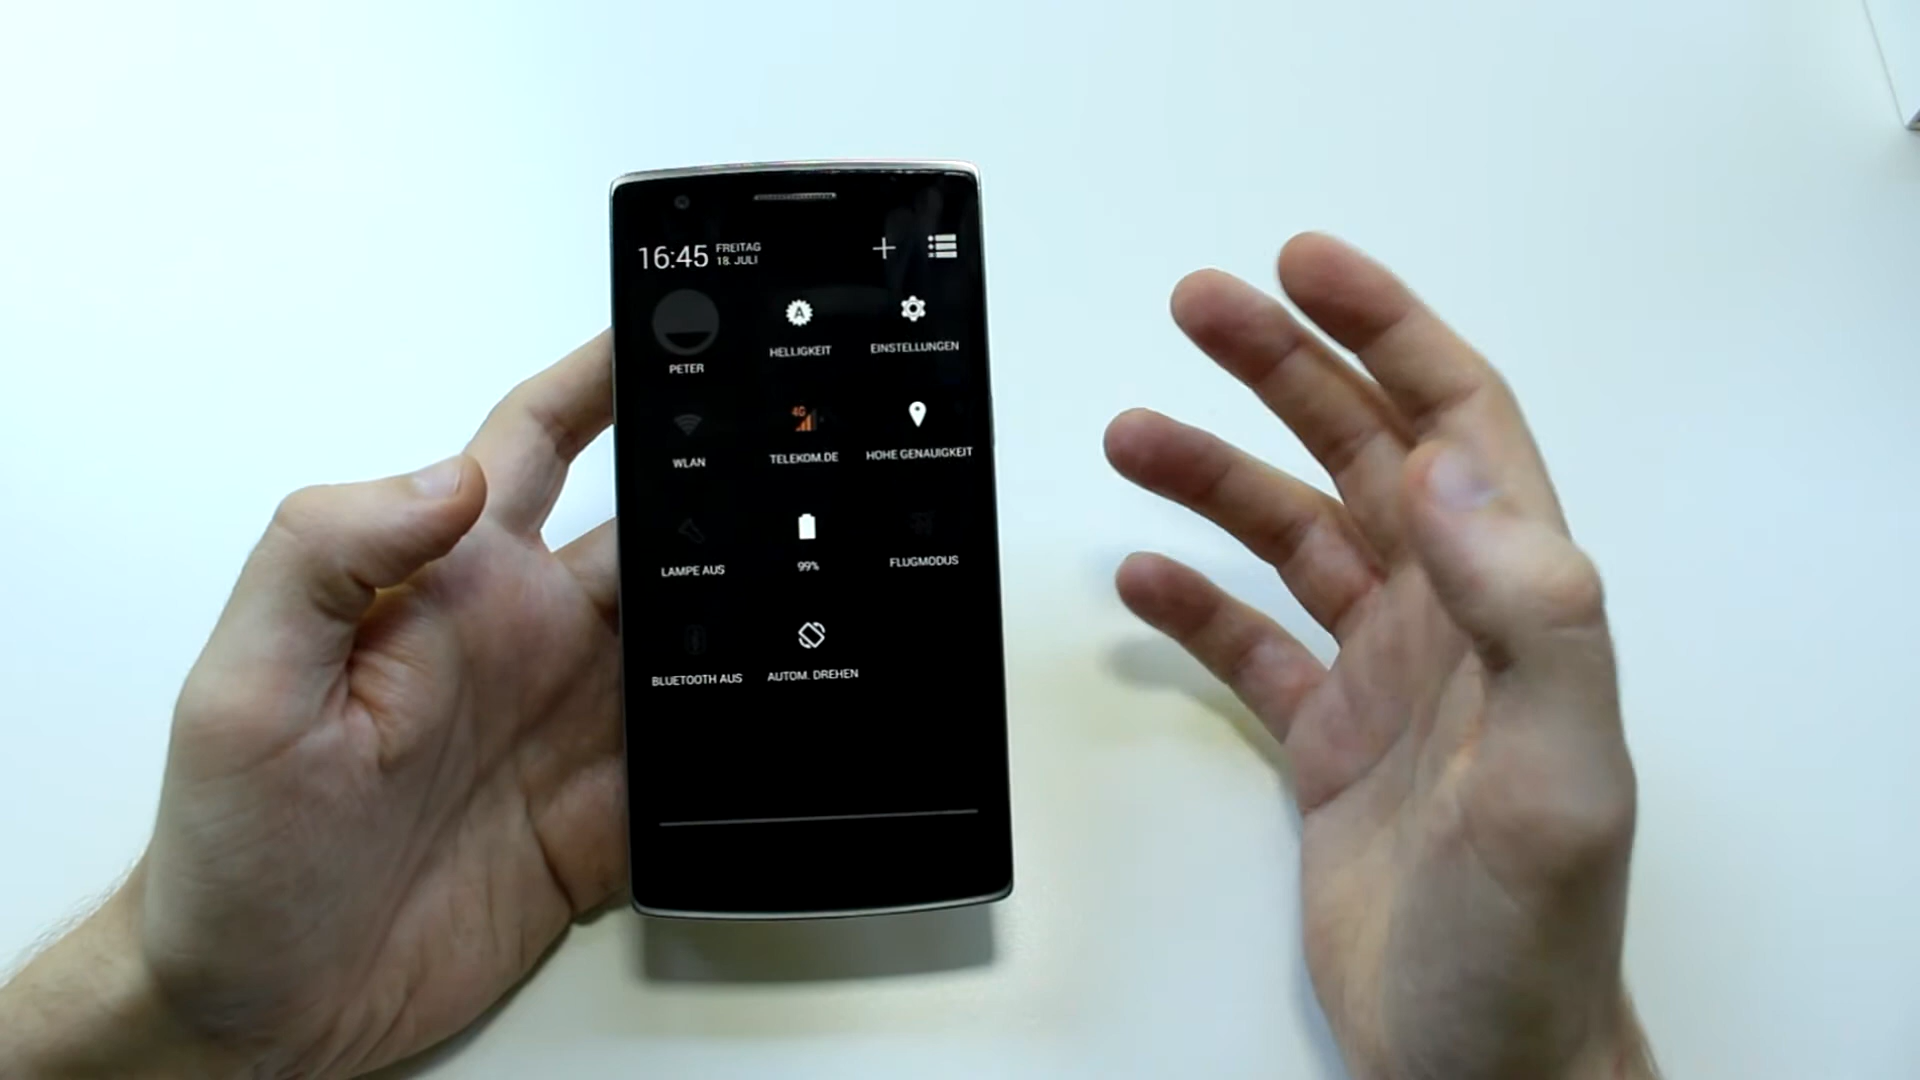 16:45 FREITAG
18. JULI
PETER
HELLIGKEIT
EINSTELLUNGEN
4G
WLAN
TELEKOM.DE
HOHE GENAUIGKEIT
LAMPE AUS
99%
FLUGMODUS
BLUETOOTH AUS
AUTOM. DREHEN